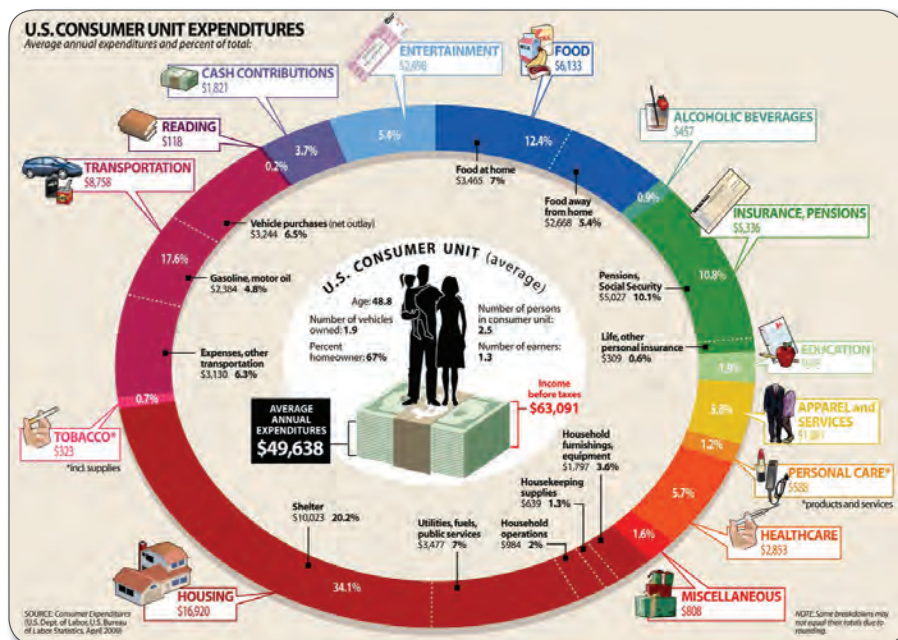 U.S. CONSUMER UNIT EXPENDITURES
Average annual expenditures and percent of total:
ENTERTAINMENT
$2,698
FOOD
$6,133
CASH CONTRIBUTIONS
$1,821
READING
$118
TRANSPORTATION
$8,758
ALCOHOLIC BEVERAGES
$457
INSURANCE, PENSIONS
$5,336
EDUCATION
APPAREL and
SERVICES
PERSONAL CARE*
$588
*products and services
HEALTHCARE
$2,853
MISCELLANEOUS
$808
HOUSING
$16,920
TOBACCO*
$323
*incl. supplies
5.4%
12.4%
3.7%
0.2%
0.9%
17.6%
10.8%
1.9%
0.7%
1.2%
5.7%
1.6%
34.1%
Food at home
$3,465 7%
Food away
from home
$2,668 5.4%
Vehicle purchases (net outlay)
$3,244 6.5%
Gasoline, motor oil
$2,384 4.8%
Expenses, other
transportation
$3,130 6.3%
Pensions,
Social Security
$5,027 10.1%
Life, other
personal insurance
$309 0.6%
U.S. CONSUMER UNIT (average)
Age: 48.8
Number of vehicles
owned: 1.9
Percent
homeowner: 67%
Number of persons
in consumer unit:
2.5
Number of earners:
1.3
AVERAGE
ANNUAL
EXPENDITURES
$49,638
Income
before taxes
$63,091
Household
furnishings,
equipment
$1,797 3.6%
Housekeeping
supplies
$639 1.3%
Household
operations
$984 2%
Utilities, fuels,
public services
$3,477 7%
Shelter
$10,023 20.2%
SOURCE: Consumer Expenditures
(U.S. Dept. of Labor, U.S. Bureau
of Labor Statistics, April 2009)
NOTE: Some breakdowns may
not equal their totals due to
rounding.